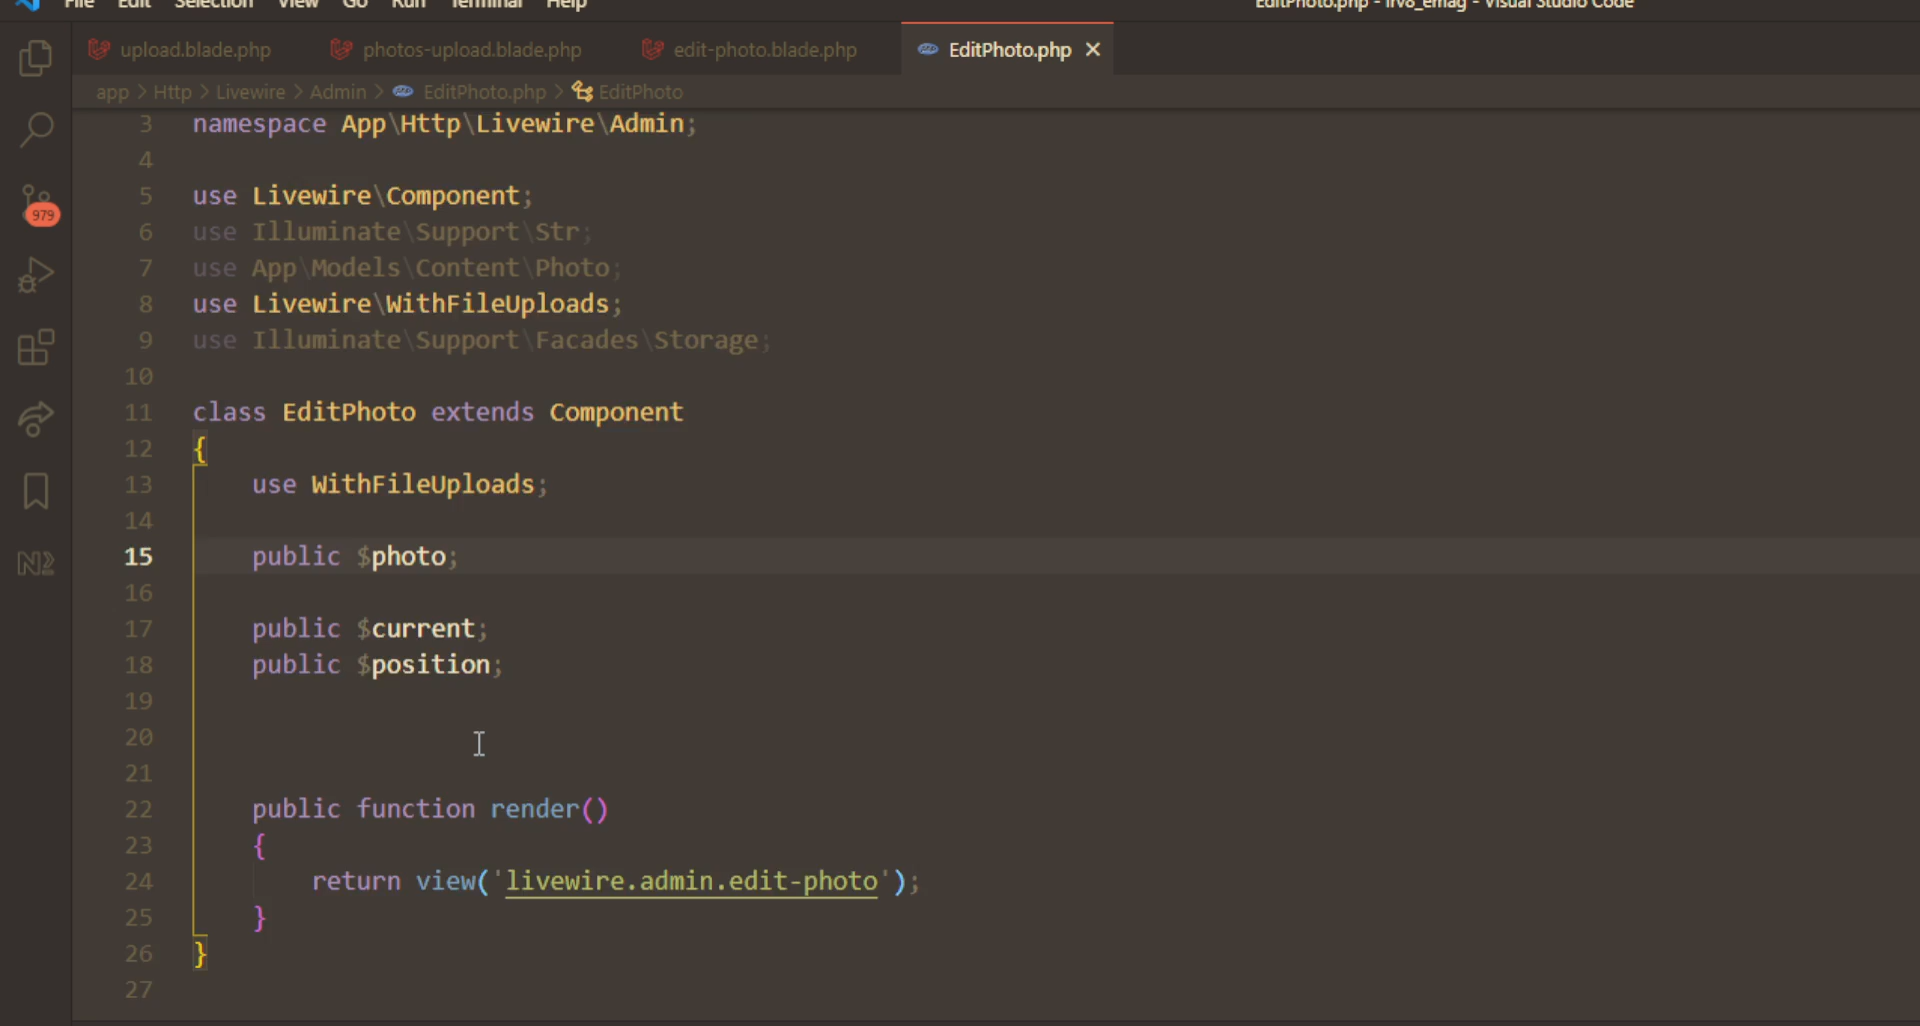 File Edit Selection View Go Run Terminal Help EditPhoto.php - lrv8_emag - Visual Studio Code
upload.blade.php photos-upload.blade.php edit-photo.blade.php EditPhoto.php
app > Http > Livewire > Admin > EditPhoto.php > EditPhoto
3 namespace App\Http\Livewire\Admin;
4
5 use Livewire\Component;
6 use Illuminate\Support\Str;
7 use App\Models\Content\Photo;
8 use Livewire\WithFileUploads;
9 use Illuminate\Support\Facades\Storage;
10
11 class EditPhoto extends Component
12 {
13 use WithFileUploads;
14
15 public $photo;
16
17 public $current;
18 public $position;
19
20
21
22 public function render()
23 {
24 return view('livewire.admin.edit-photo');
25 }
26 }
27
979